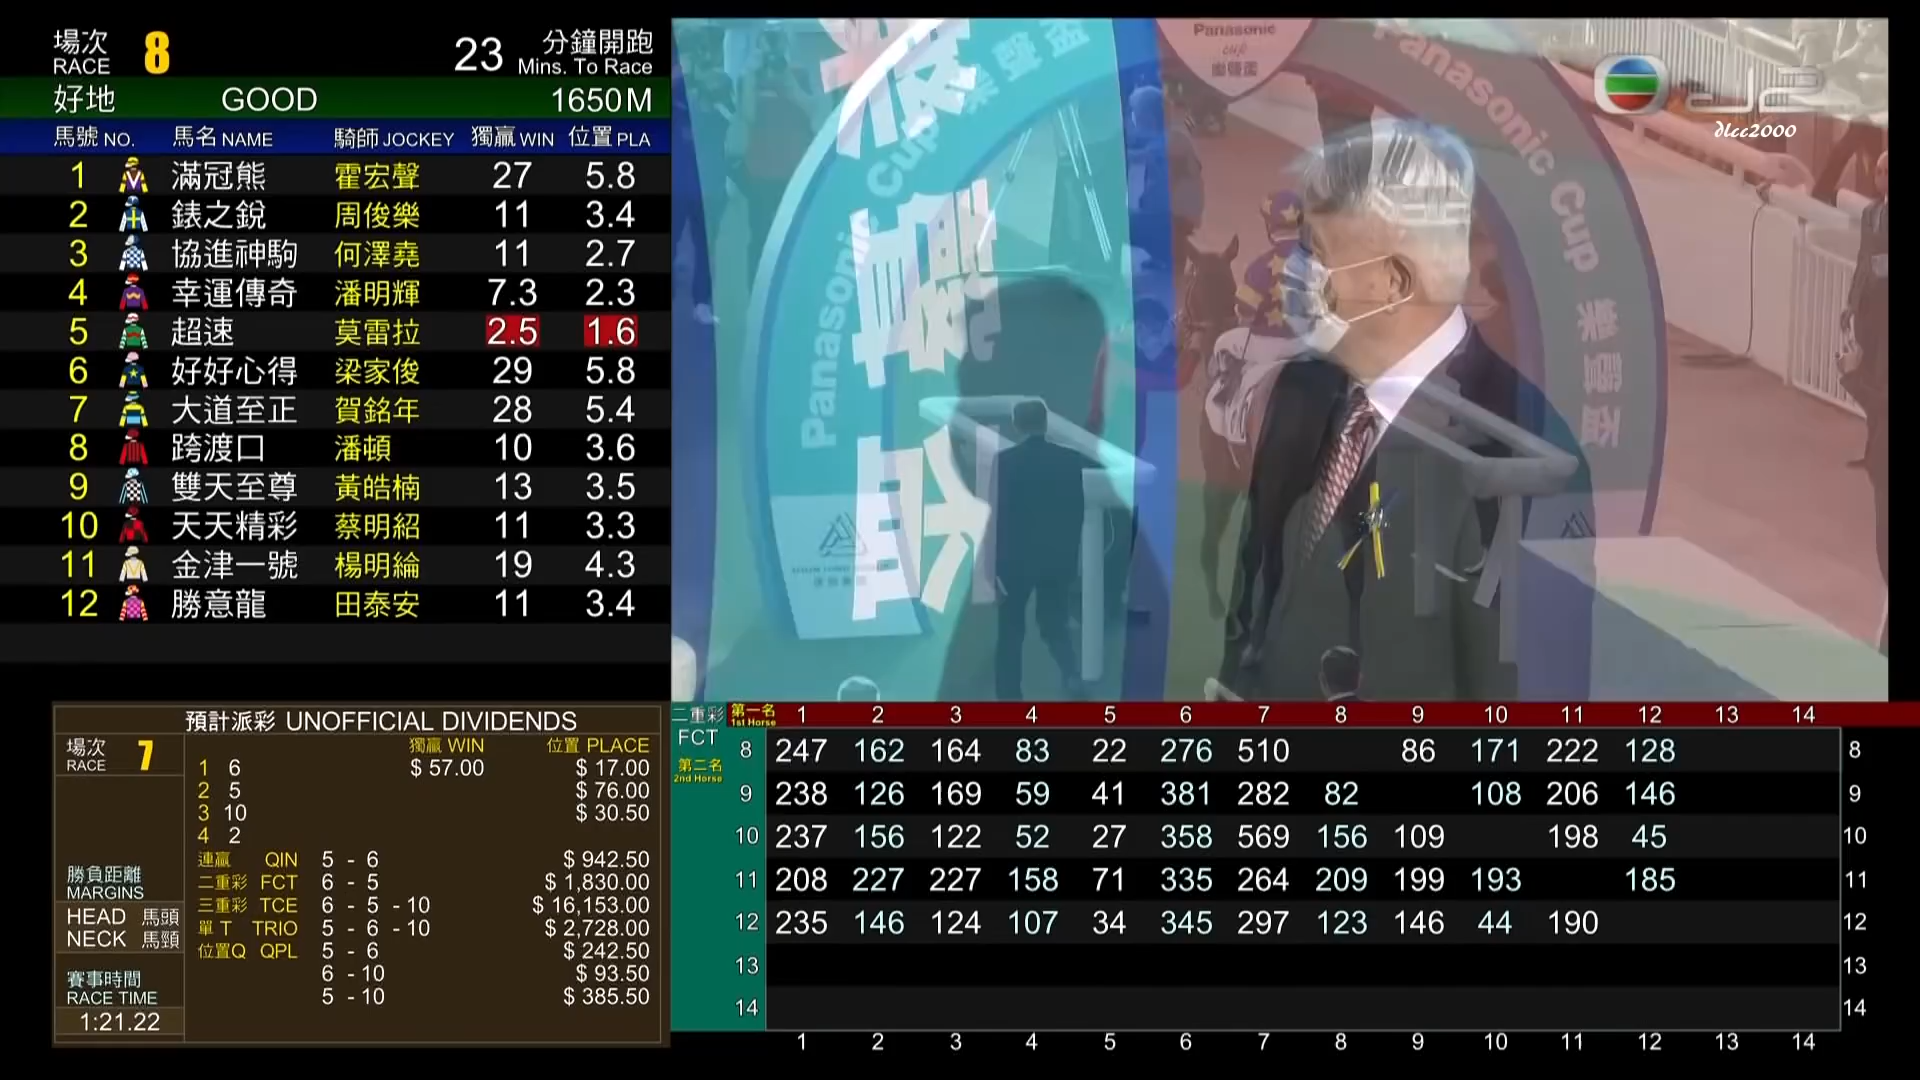 場次 RACE 8 23 分鐘開跑 Mins. To Race
好地 GOOD 1650M
馬號 NO. 馬名 NAME 騎師 JOCKEY 獨贏 WIN 位置 PLA
1 滿冠熊 霍宏聲 27 5.8
2 錶之銳 周俊樂 11 3.4
3 協進神駒 何澤堯 11 2.7
4 幸運傳奇 潘明輝 7.3 2.3
5 超速 莫雷拉 2.5 1.6
6 好好心得 梁家俊 29 5.8
7 大道至正 賀銘年 28 5.4
8 跨渡口 潘頓 10 3.6
9 雙天至尊 黃皓楠 13 3.5
10 天天精彩 蔡明紹 11 3.3
11 金津一號 楊明綸 19 4.3
12 勝意龍 田泰安 11 3.4
Panasonic
cup
樂聲盃
Panasonic Cup 樂聲盃
Panasonic Cup 樂聲盃
J2
dlcc2000
預計派彩 UNOFFICIAL DIVIDENDS
場次 RACE 7
獨贏 WIN 位置 PLACE
1 6 $ 57.00 $ 17.00
2 5 $ 76.00
3 10 $ 30.50
4 2
連贏 QIN 5 - 6 $ 942.50
二重彩 FCT 6 - 5 $ 1,830.00
三重彩 TCE 6 - 5 - 10 $ 16,153.00
單T TRIO 5 - 6 - 10 $ 2,728.00
位置Q QPL 5 - 6 $ 242.50
6 - 10 $ 93.50
5 - 10 $ 385.50
勝負距離
MARGINS
HEAD 馬頭
NECK 馬頸
賽事時間
RACE TIME
1:21.22
二重彩 FCT 第一名 1st Horse 1 2 3 4 5 6 7 8 9 10 11 12 13 14
第二名 2nd Horse
8 247 162 164 83 22 276 510 86 171 222 128 8
9 238 126 169 59 41 381 282 82 108 206 146 9
10 237 156 122 52 27 358 569 156 109 198 45 10
11 208 227 227 158 71 335 264 209 199 193 185 11
12 235 146 124 107 34 345 297 123 146 44 190 12
13 13
14 14
1 2 3 4 5 6 7 8 9 10 11 12 13 14